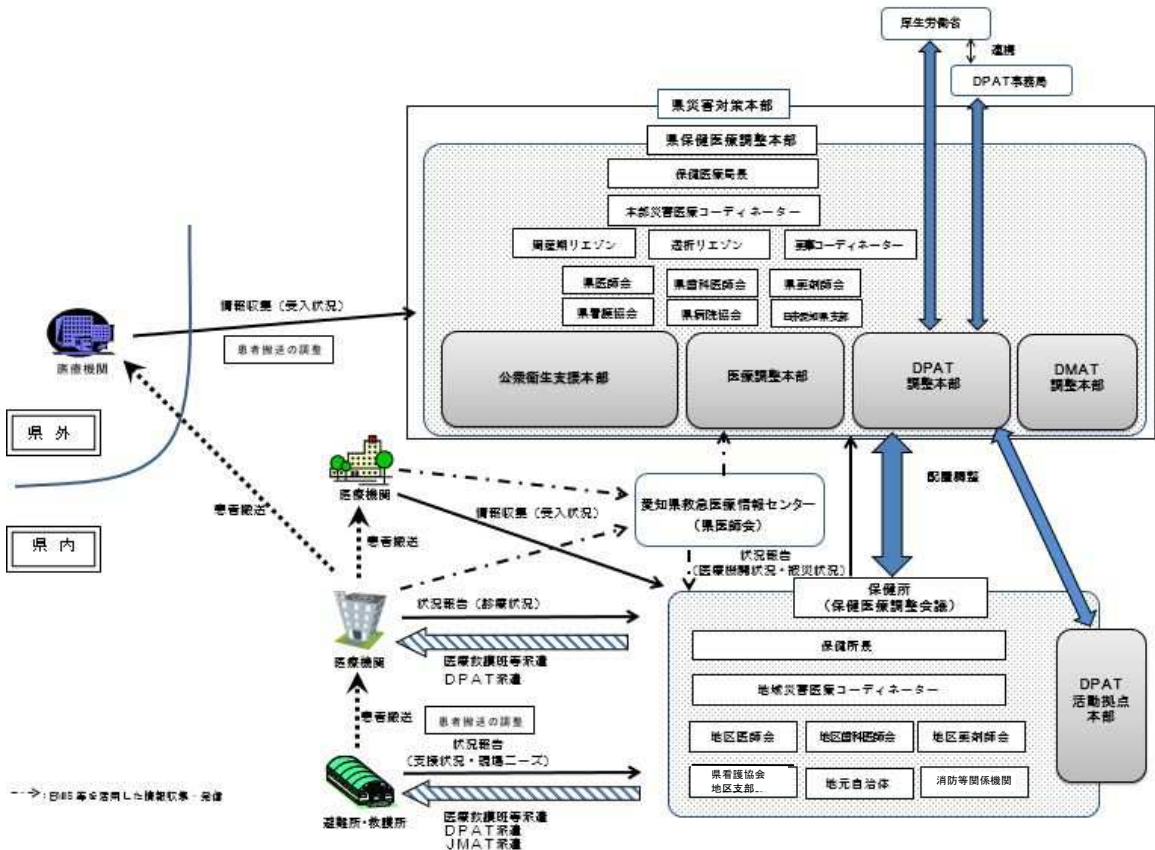 厚生労働省
連携
DPAT事務局
県災害対策本部
県保健医療調整本部
保健医療局長
本部災害医療コーディネーター
周産期リエゾン
透析リエゾン
薬事コーディネーター
県医師会
県歯科医師会
県薬剤師会
県看護協会
県病院協会
日赤愛知県支部
公衆衛生支援本部
医療調整本部
DPAT
調整本部
DMAT
調整本部
情報収集（受入状況）
患者搬送の調整
医療機関
県 外
県 内
患者搬送
医療機関
患者搬送
情報収集（受入状況）
愛知県救急医療情報センター
（県医師会）
状況報告
（医療機関状況・被災状況）
配置調整
保健所
（保健医療調整会議）
保健所長
地域災害医療コーディネーター
地区医師会
地区歯科医師会
地区薬剤師会
県看護協会
地区支部
地元自治体
消防等関係機関
DPAT
活動拠点
本部
状況報告（診療状況）
医療機関
医療救護班等派遣
DPAT派遣
患者搬送
患者搬送の調整
状況報告
（支援状況・現場ニーズ）
避難所・救護所
医療救護班等派遣
DPAT派遣
JMAT派遣
：EMIS等を活用した情報収集・発信